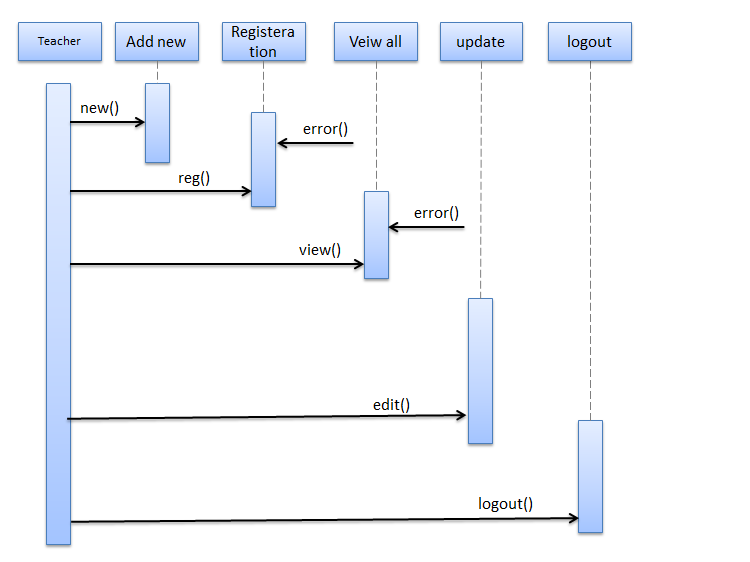 Teacher
Add new
Registera
tion
Veiw all
update
logout
new()
error()
reg()
error()
view()
edit()
logout()